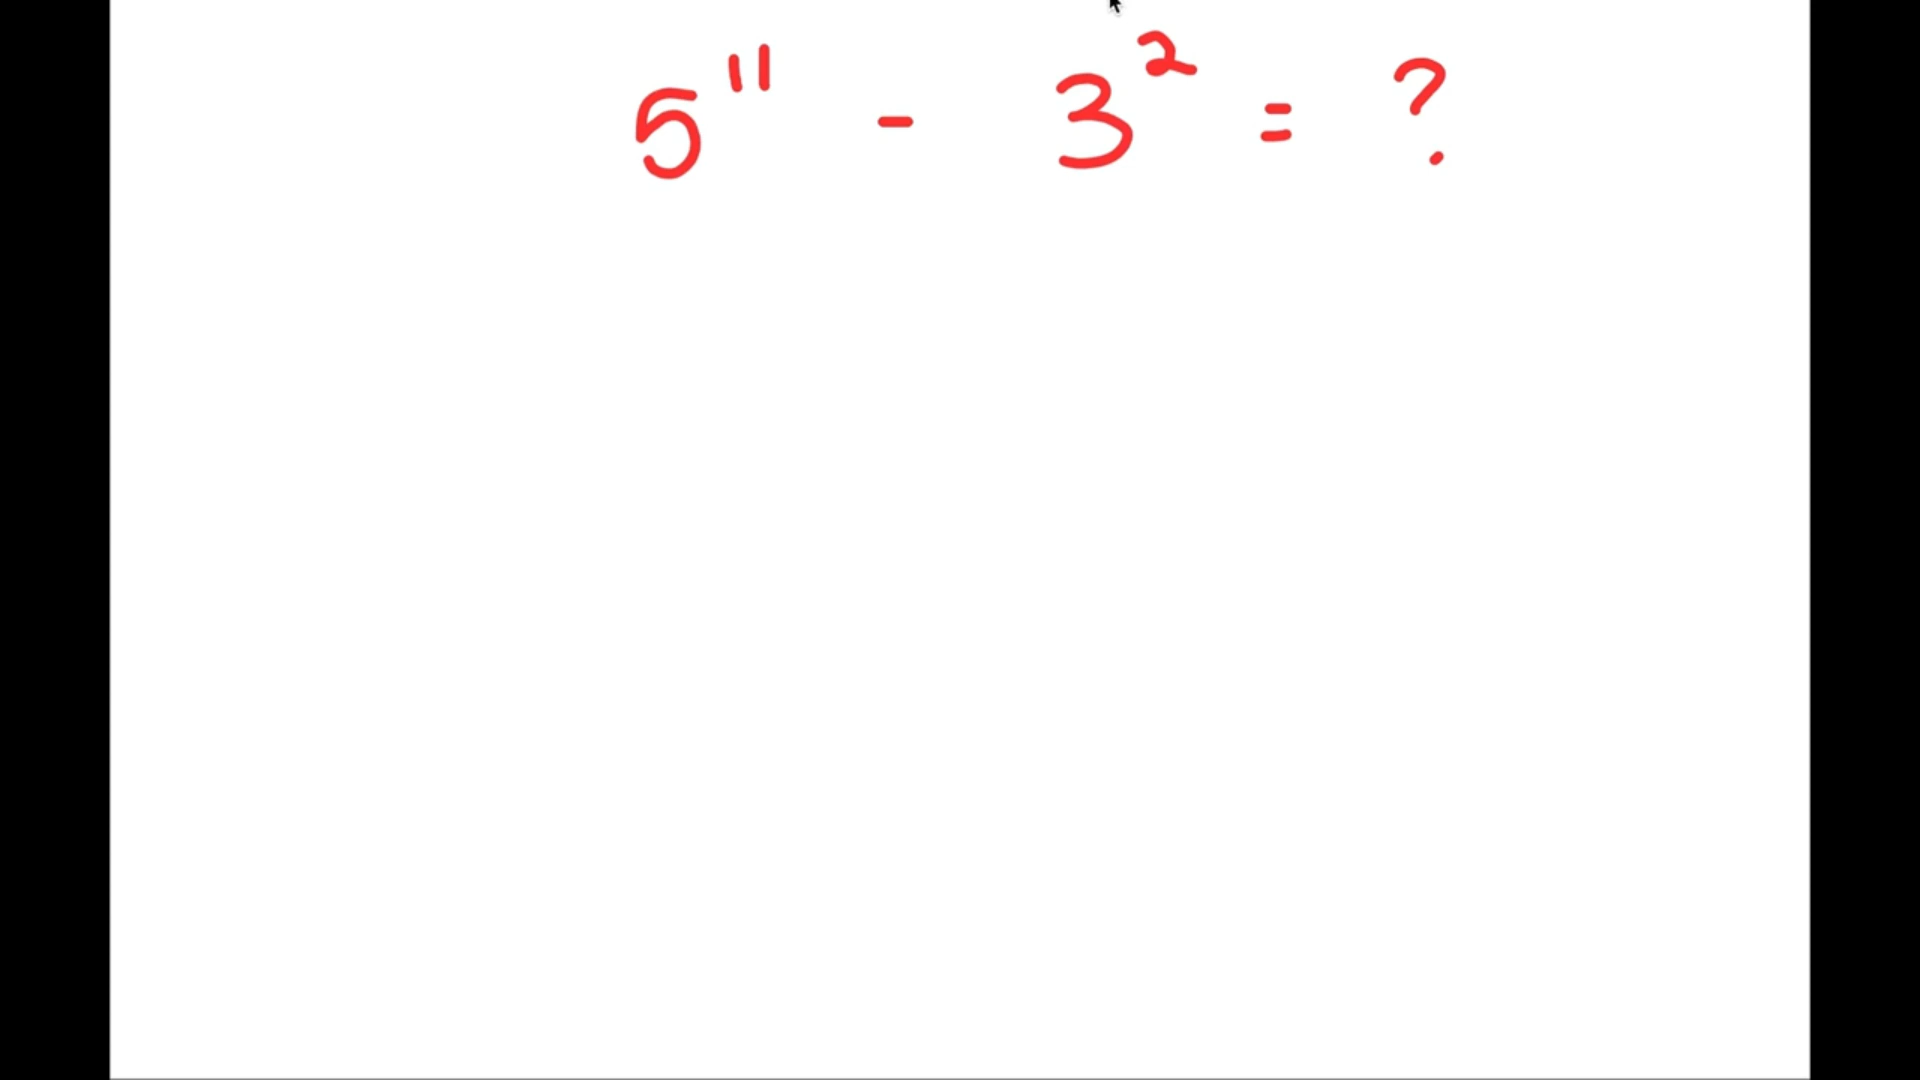 5¹¹ - 3² = ?